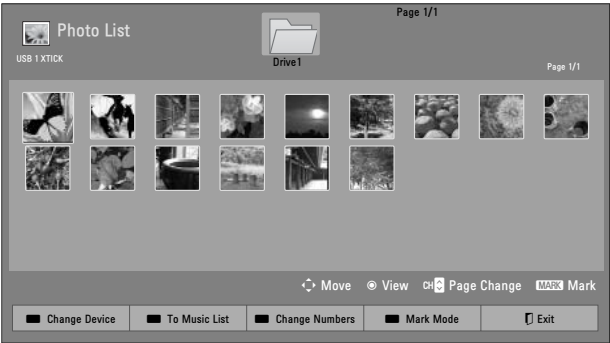 Page 1/1
Photo List
USB 1 XTICK
Drive1
Page 1/1
Move View CH Page Change MARK Mark
Change Device To Music List Change Numbers Mark Mode Exit